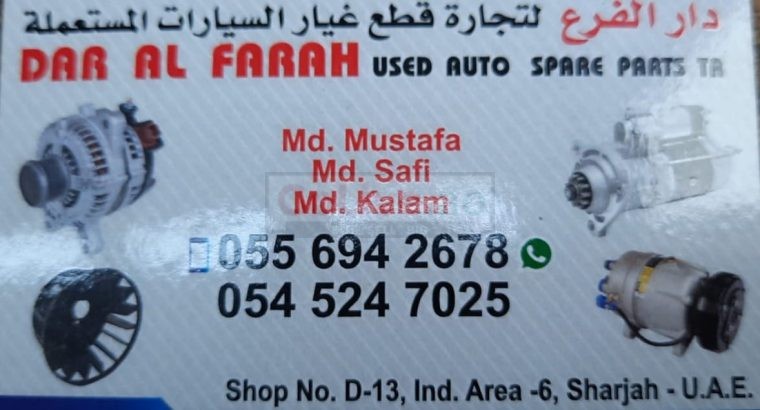 دار الفرع لتجارة قطع غيار السيارات المستعملة
DAR AL FARAH USED AUTO SPARE PARTS TR
Md. Mustafa
Md. Safi
Md. Kalam
055 694 2678
054 524 7025
Shop No. D-13, Ind. Area -6, Sharjah - U.A.E.